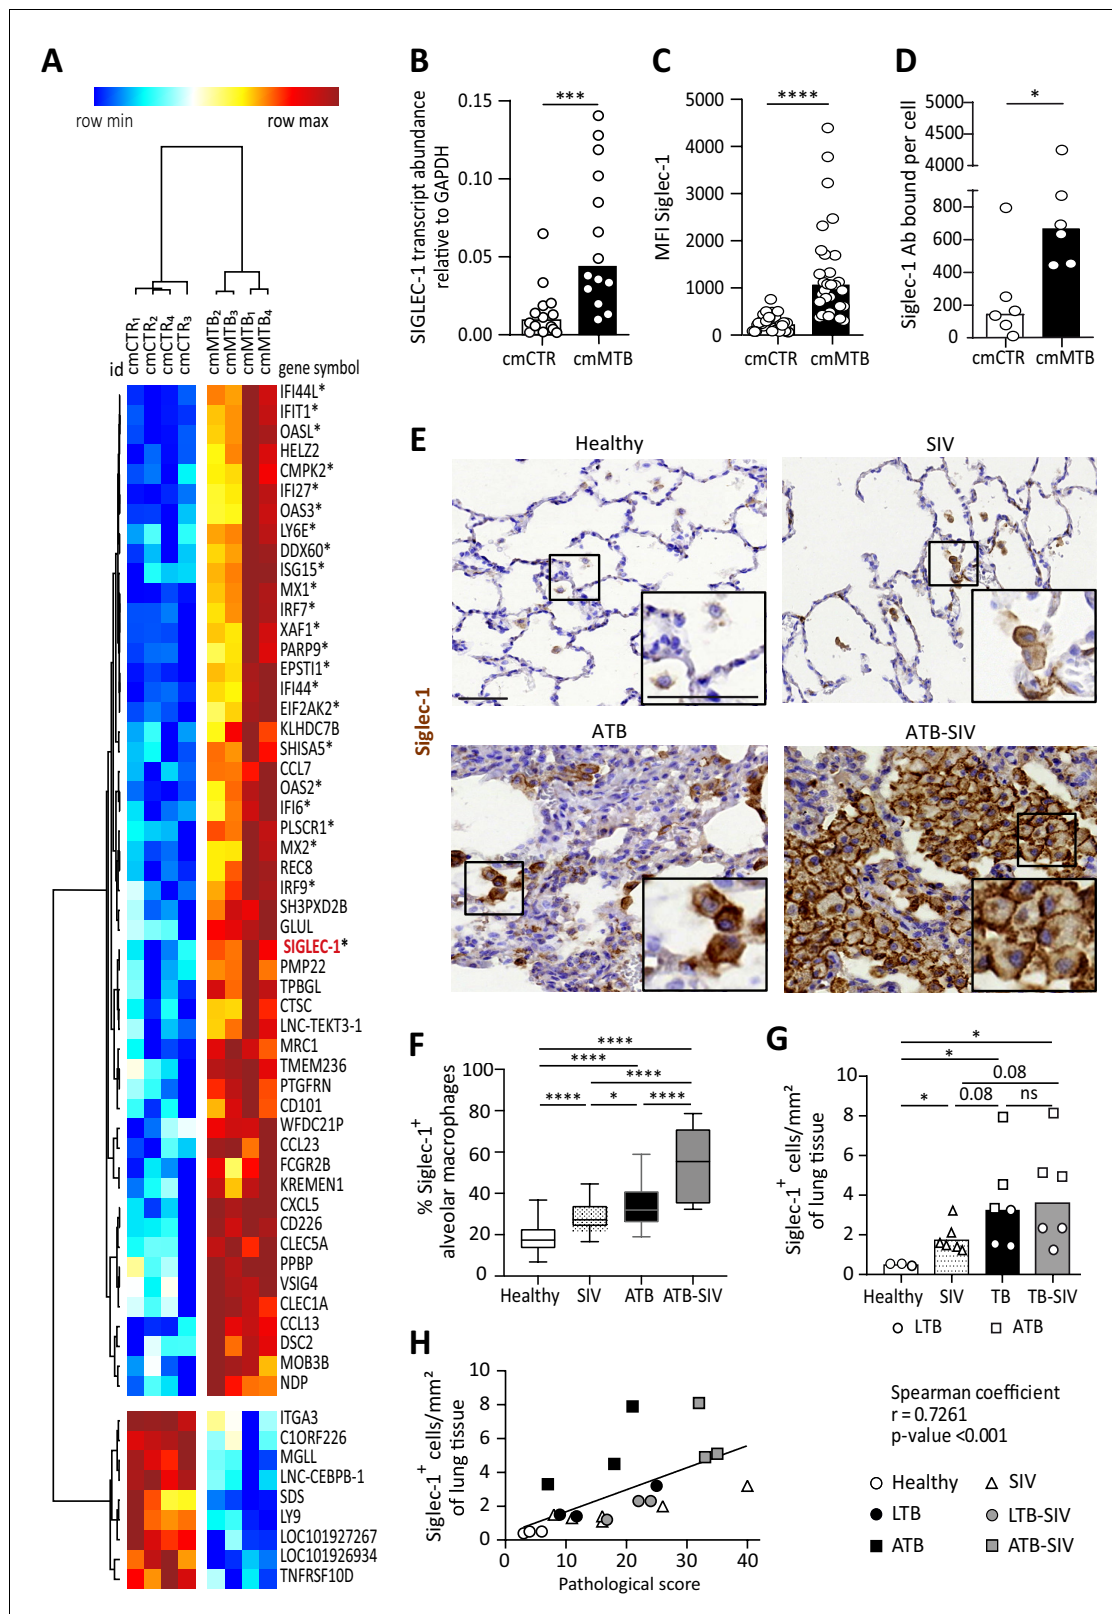 A
row min
row max
cmCTR1
cmCTR2
cmCTR4
cmCTR3
cmMTB2
cmMTB3
cmMTB1
cmMTB4
id
gene symbol
IFI44L*
IFIT1*
OASL*
HELZ2
CMPK2*
IFI27*
OAS3*
LY6E*
DDX60*
ISG15*
MX1*
IRF7*
XAF1*
PARP9*
EPSTI1*
IFI44*
EIF2AK2*
KLHDC7B
SHISA5*
CCL7
OAS2*
IFI6*
PLSCR1*
MX2*
REC8
IRF9*
SH3PXD2B
GLUL
SIGLEC-1*
PMP22
TPBGL
CTSC
LNC-TEKT3-1
MRC1
TMEM236
PTGFRN
CD101
WFDC21P
CCL23
FCGR2B
KREMEN1
CXCL5
CD226
CLEC5A
PPBP
VSIG4
CLEC1A
CCL13
DSC2
MOB3B
NDP
ITGA3
C1ORF226
MGLL
LNC-CEBPB-1
SDS
LY9
LOC101927267
LOC101926934
TNFRSF10D
B
SIGLEC-1 transcript abundance
relative to GAPDH
0.15
0.10
0.05
0.00
***
cmCTR
cmMTB
C
MFI Siglec-1
5000
4000
3000
2000
1000
0
****
cmCTR
cmMTB
D
Siglec-1 Ab bound per cell
5000
4500
4000
800
600
400
200
0
*
cmCTR
cmMTB
E
Healthy
SIV
Siglec-1
ATB
ATB-SIV
F
% Siglec-1+
alveolar macrophages
100
80
60
40
20
0
****
****
****
****
*
****
Healthy
SIV
ATB
ATB-SIV
G
Siglec-1+ cells/mm²
of lung tissue
10
8
6
4
2
0
*
*
0.08
*
0.08
ns
Healthy
SIV
TB
TB-SIV
LTB
ATB
H
Siglec-1+ cells/mm²
of lung tissue
10
8
6
4
2
0
0
10
20
30
40
Pathological score
Spearman coefficient
r = 0.7261
p-value <0.001
Healthy
SIV
LTB
LTB-SIV
ATB
ATB-SIV